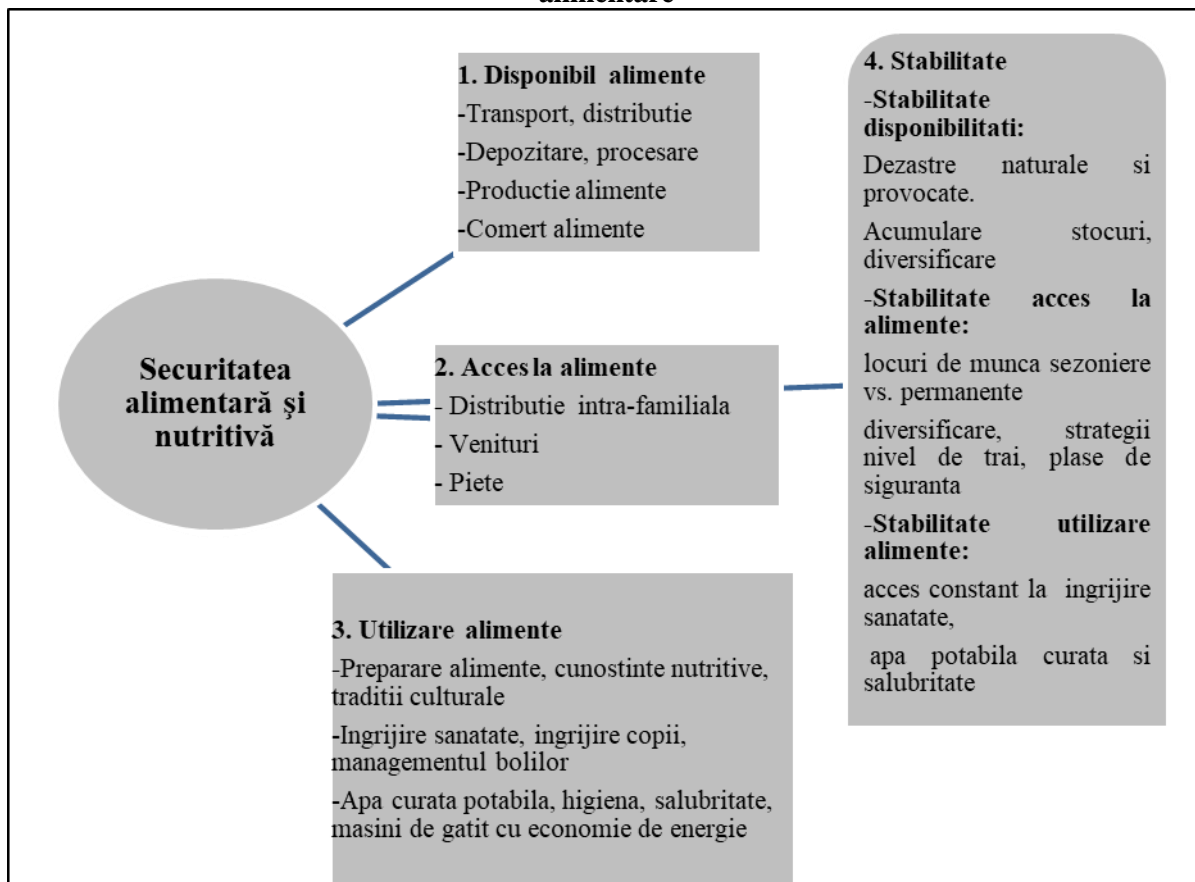 alimentare
1. Disponibil alimente
-Transport, distributie
-Depozitare, procesare
-Productie alimente
-Comert alimente
Securitatea
alimentară şi
nutritivă
2. Acces la alimente
- Distributie intra-familiala
- Venituri
- Piete
3. Utilizare alimente
-Preparare alimente, cunostinte nutritive,
traditii culturale
-Ingrijire sanatate, ingrijire copii,
managementul bolilor
-Apa curata potabila, higiena, salubritate,
masini de gatit cu economie de energie
4. Stabilitate
-Stabilitate
disponibilitati:
Dezastre naturale si
provocate.
Acumulare stocuri,
diversificare
-Stabilitate acces la
alimente:
locuri de munca sezoniere
vs. permanente
diversificare, strategii
nivel de trai, plase de
siguranta
-Stabilitate utilizare
alimente:
acces constant la ingrijire
sanatate,
apa potabila curata si
salubritate